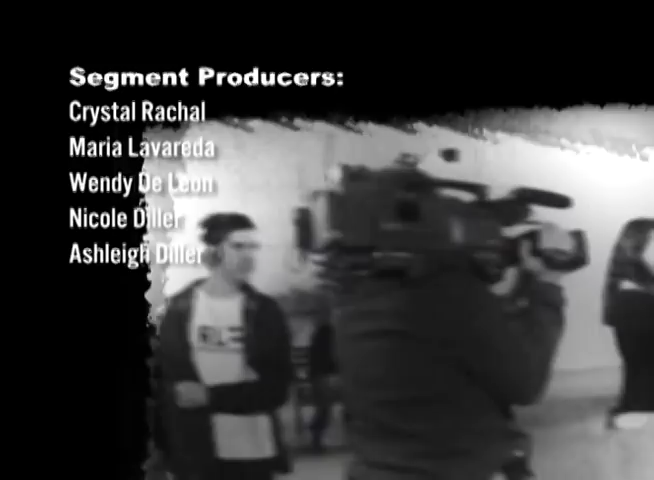 Segment Producers:
Crystal Rachal
Maria Lavareda
Wendy De Leon
Nicole Diller
Ashleigh Diller